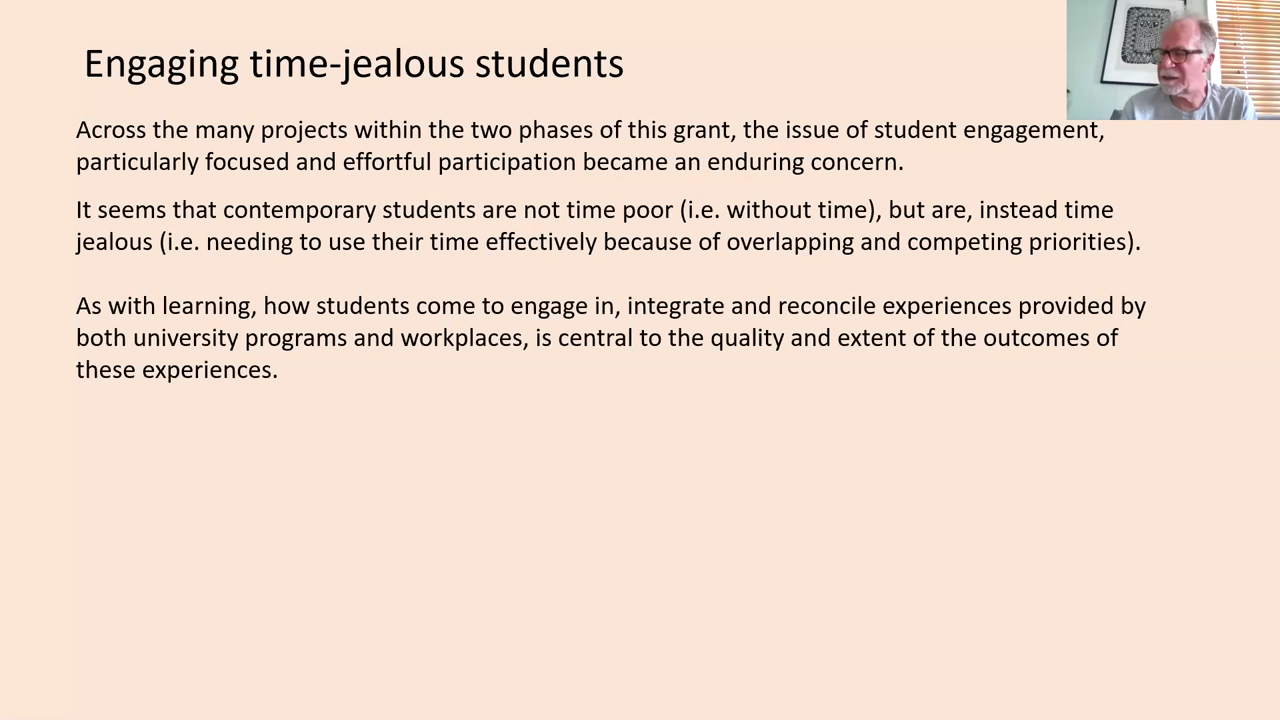 Engaging time-jealous students
Across the many projects within the two phases of this grant, the issue of student engagement,
particularly focused and effortful participation became an enduring concern.
It seems that contemporary students are not time poor (i.e. without time), but are, instead time
jealous (i.e. needing to use their time effectively because of overlapping and competing priorities).
As with learning, how students come to engage in, integrate and reconcile experiences provided by
both university programs and workplaces, is central to the quality and extent of the outcomes of
these experiences.